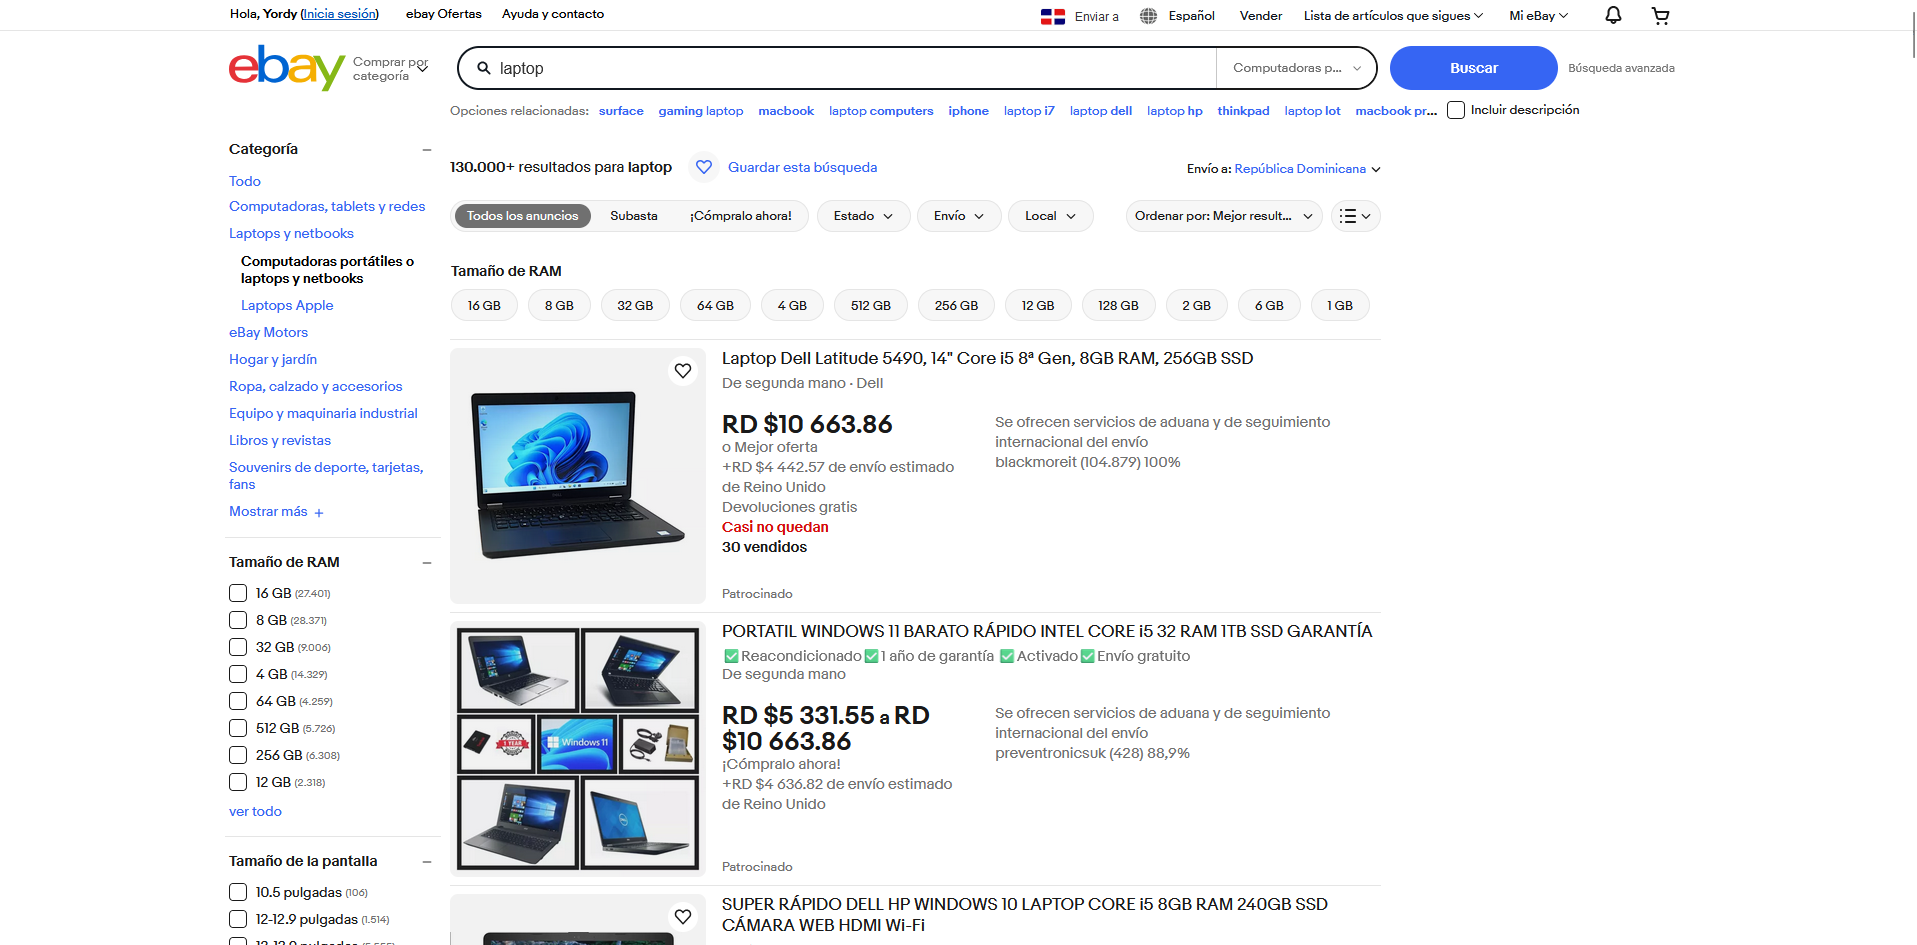 Hola, Yordy (Inicia sesión)
ebay Ofertas
Ayuda y contacto
Enviar a
Español
Vender
Lista de artículos que sigues
Mi eBay
ebay
Comprar por
categoría
laptop
Computadoras p...
Buscar
Búsqueda avanzada
Opciones relacionadas: surface gaming laptop macbook laptop computers iphone laptop i7 laptop dell laptop hp thinkpad laptop lot macbook pr...
Incluir descripción
Categoría
Todo
Computadoras, tablets y redes
Laptops y netbooks
Computadoras portátiles o
laptops y netbooks
Laptops Apple
eBay Motors
Hogar y jardín
Ropa, calzado y accesorios
Equipo y maquinaria industrial
Libros y revistas
Souvenirs de deporte, tarjetas,
fans
Mostrar más +
Tamaño de RAM
16 GB (27.401)
8 GB (28.371)
32 GB (9.006)
4 GB (14.329)
64 GB (4.259)
512 GB (5.726)
256 GB (6.308)
12 GB (2.318)
ver todo
Tamaño de la pantalla
10.5 pulgadas (106)
12-12.9 pulgadas (1.514)
130.000+ resultados para laptop
Guardar esta búsqueda
Envío a: República Dominicana
Todos los anuncios
Subasta
¡Cómpralo ahora!
Estado
Envío
Local
Ordenar por: Mejor result...
Tamaño de RAM
16 GB
8 GB
32 GB
64 GB
4 GB
512 GB
256 GB
12 GB
128 GB
2 GB
6 GB
1 GB
Laptop Dell Latitude 5490, 14" Core i5 8ª Gen, 8GB RAM, 256GB SSD
De segunda mano · Dell
RD $10 663.86
o Mejor oferta
+RD $4 442.57 de envío estimado
de Reino Unido
Devoluciones gratis
Casi no quedan
30 vendidos
Se ofrecen servicios de aduana y de seguimiento
internacional del envío
blackmoreit (104.879) 100%
Patrocinado
Windows 11
PORTATIL WINDOWS 11 BARATO RÁPIDO INTEL CORE i5 32 RAM 1TB SSD GARANTÍA
✅Reacondicionado✅1 año de garantía ✅Activado✅Envío gratuito
De segunda mano
RD $5 331.55 a RD
$10 663.86
¡Cómpralo ahora!
+RD $4 636.82 de envío estimado
de Reino Unido
Se ofrecen servicios de aduana y de seguimiento
internacional del envío
preventronicsuk (428) 88,9%
Patrocinado
SUPER RÁPIDO DELL HP WINDOWS 10 LAPTOP CORE i5 8GB RAM 240GB SSD
CÁMARA WEB HDMI Wi-Fi